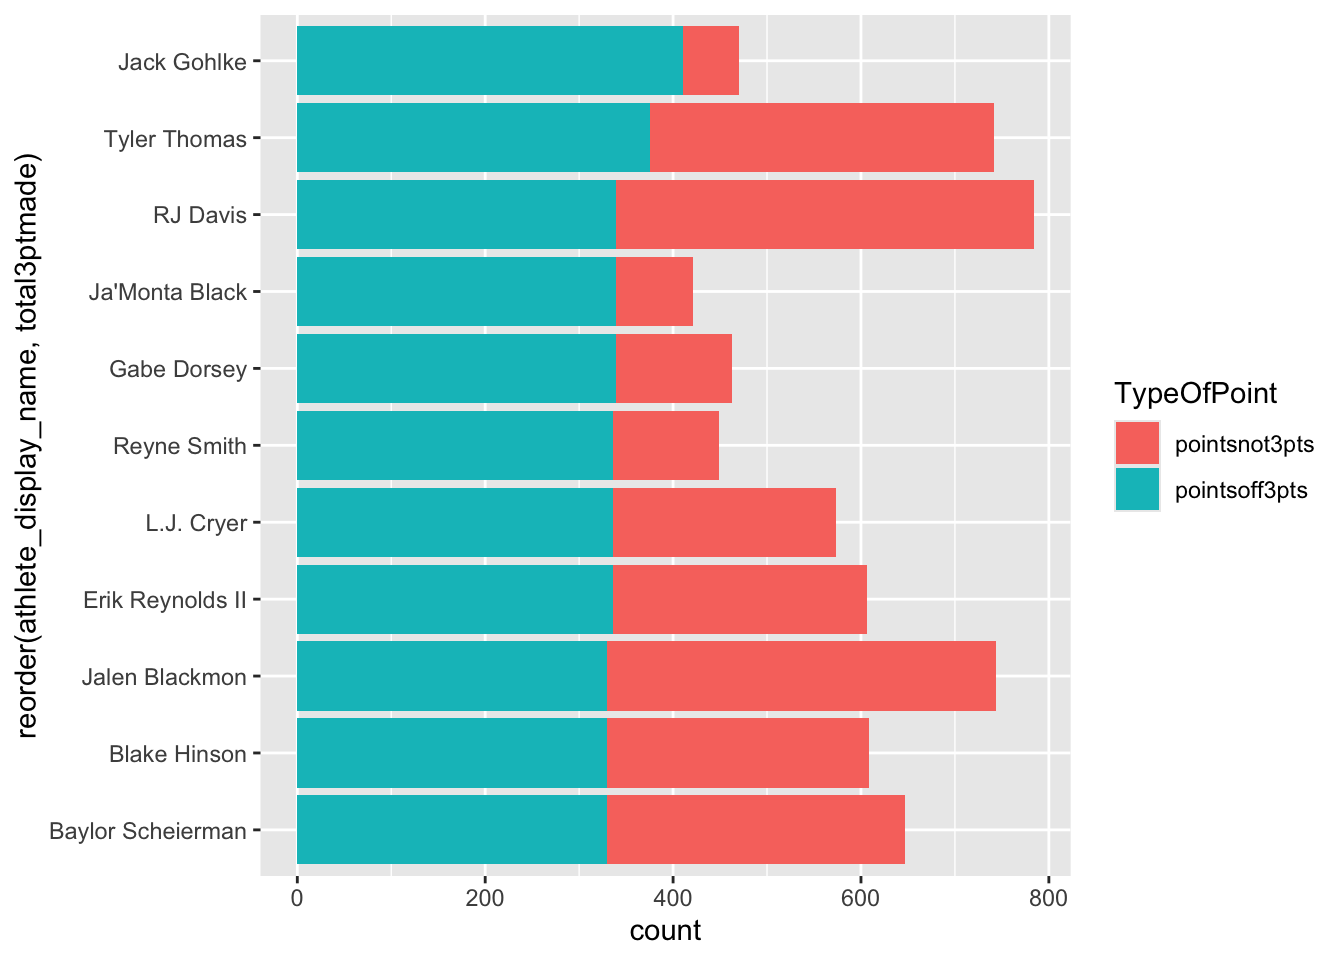 reorder(athlete_display_name, total3ptmade)
Jack Gohlke
Tyler Thomas
RJ Davis
Ja'Monta Black
Gabe Dorsey
Reyne Smith
L.J. Cryer
Erik Reynolds II
Jalen Blackmon
Blake Hinson
Baylor Scheierman
0 200 400 600 800
count
TypeOfPoint
pointsnot3pts
pointsoff3pts